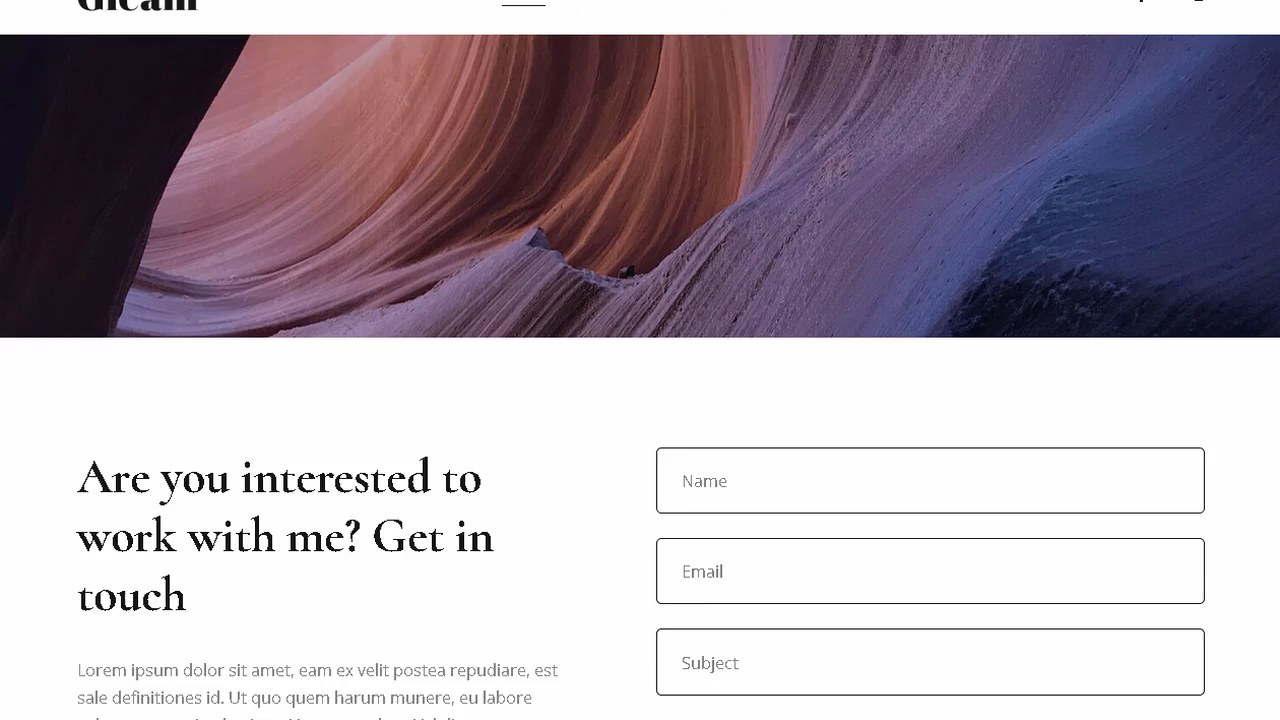 Gleam
Are you interested to
work with me? Get in
touch
Lorem ipsum dolor sit amet, eam ex velit postea repudiare, est
sale definitiones id. Ut quo quem harum munere, eu labore
Name
Email
Subject